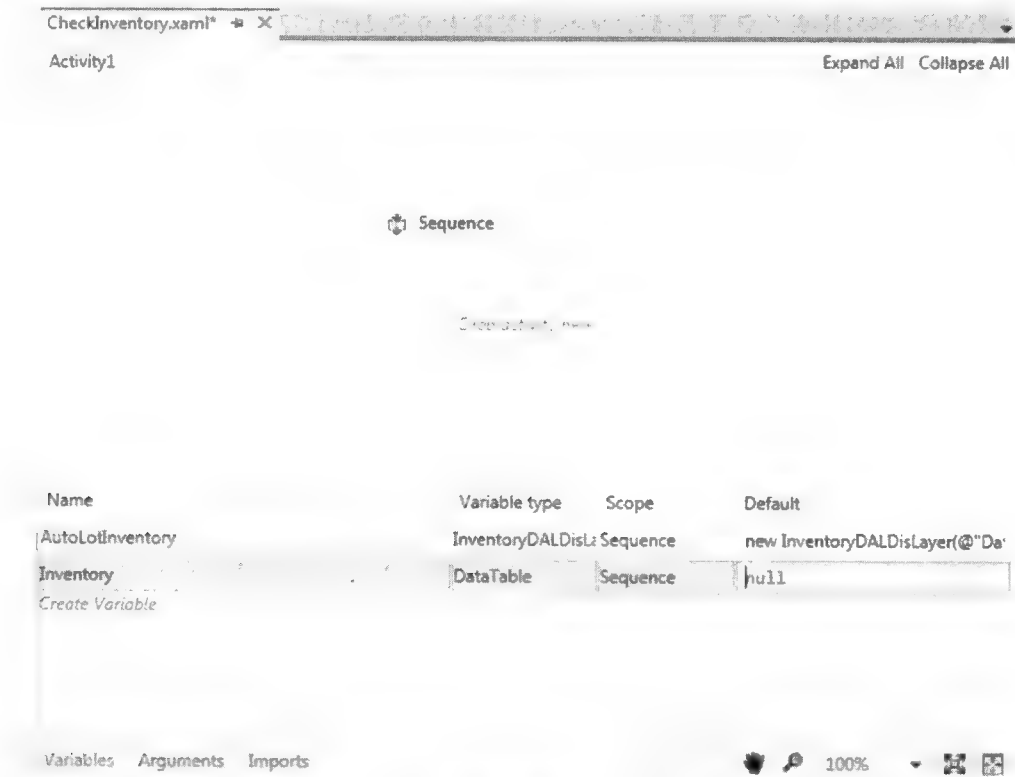 CheckInventory.xaml*
Activity1 Expand All Collapse All
Sequence
Name Variable type Scope Default
AutoLotInventory InventoryDALDisLa Sequence new InventoryDALDisLayer(@"Da
Inventory DataTable Sequence null
Create Variable
Variables Arguments Imports 100%